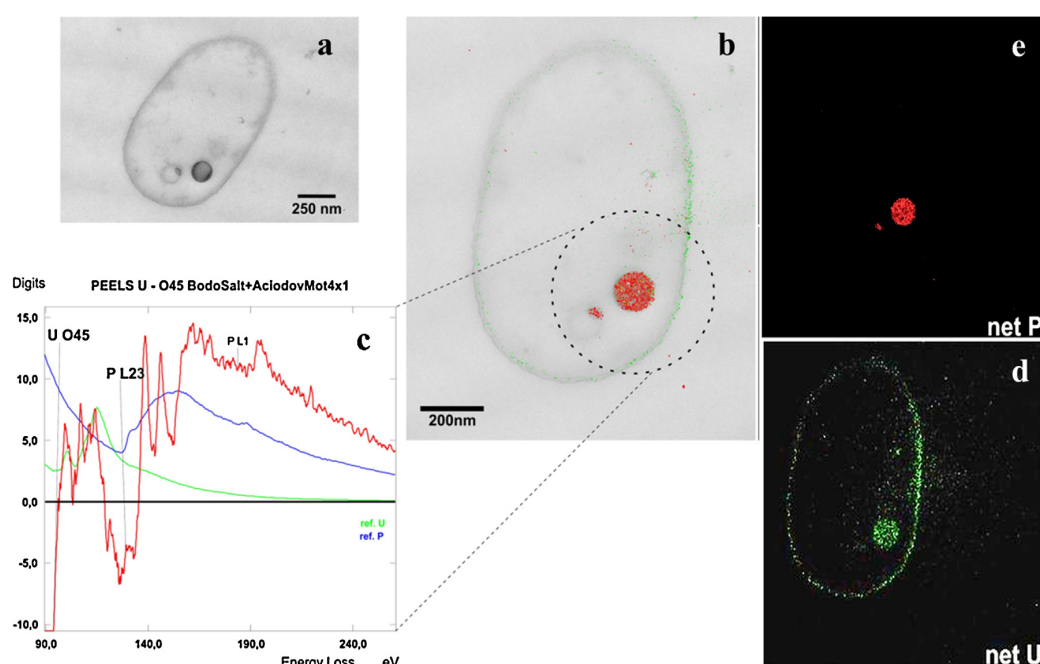 a
250 nm
b
200nm
e
net P
d
net U
Digits
PEELS U - O45 BodoSalt+AclodovMot4x1
15,0
10,0
5,0
0,0
-5,0
-10,0
U O45
P L23
P L1
c
ref. U
ref. P
90,0
140,0
190,0
240,0
Energy Loss
eV